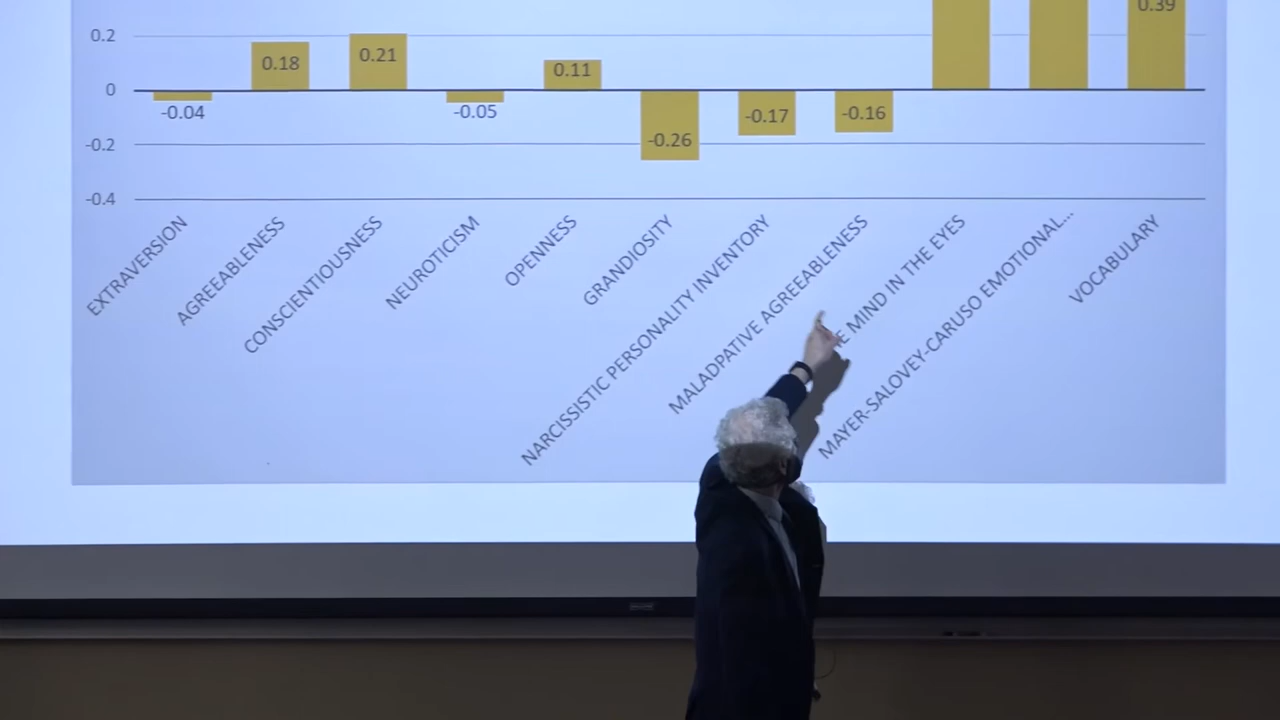 0.39
0.2
0.18
0.21
0.11
0
-0.04
-0.05
-0.26
-0.17
-0.16
-0.2
-0.4
EXTRAVERSION
AGREEABLENESS
CONSCIENTIOUSNESS
NEUROTICISM
OPENNESS
GRANDIOSITY
NARCISSISTIC PERSONALITY INVENTORY
MALADPATIVE AGREEABLENESS
MIND IN THE EYES
MAYER-SALOVEY-CARUSO EMOTIONAL...
VOCABULARY